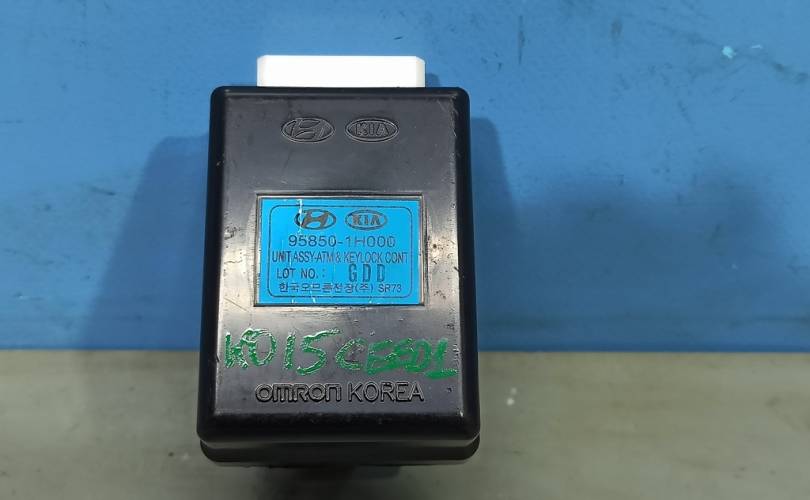 KIA
KIA
95850-1H000
UNIT ASSY-ATM & KEYLOCK CONT
LOT NO.: GDD
한국오므론전장(주) SR73
KO15CEED1
OMRON KOREA